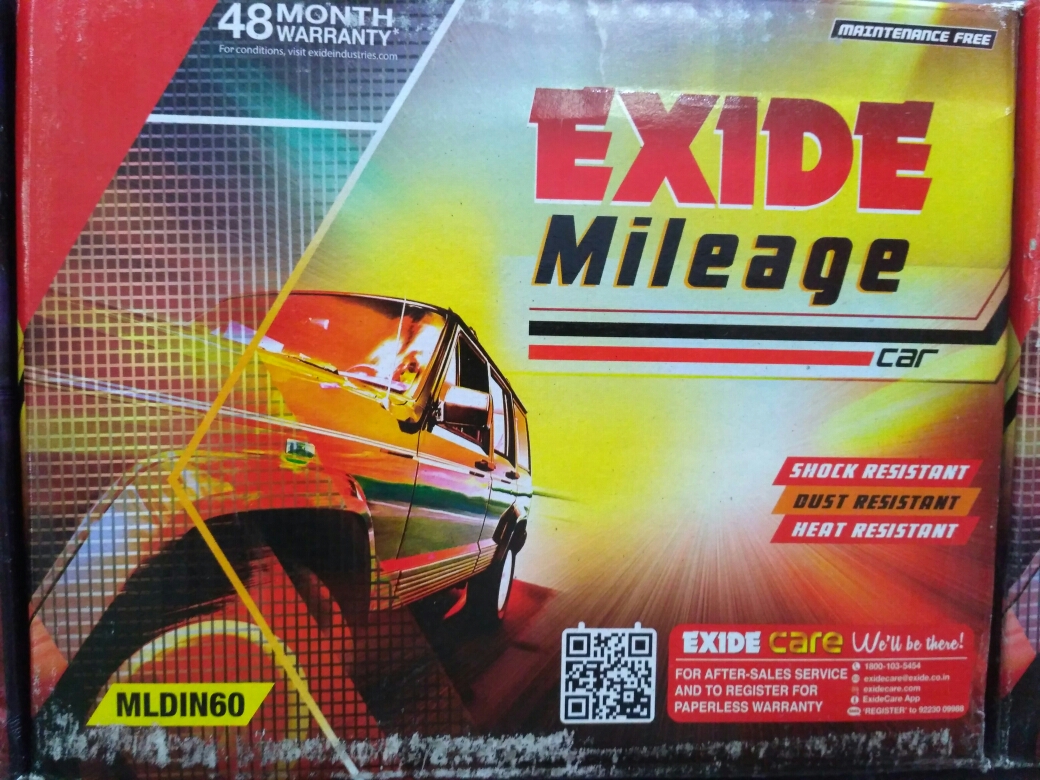 48 MONTH
WARRANTY*
For conditions, visit exideindustries.com
MAINTENANCE FREE
EXIDE
Mileage
car
SHOCK RESISTANT
DUST RESISTANT
HEAT RESISTANT
EXIDE care We'll be there!
FOR AFTER-SALES SERVICE
AND TO REGISTER FOR
PAPERLESS WARRANTY
1800-103-5454
exidecare@exide.co.in
exidecare.com
ExideCare App
'REGISTER' to 92230 09988
MLDIN60